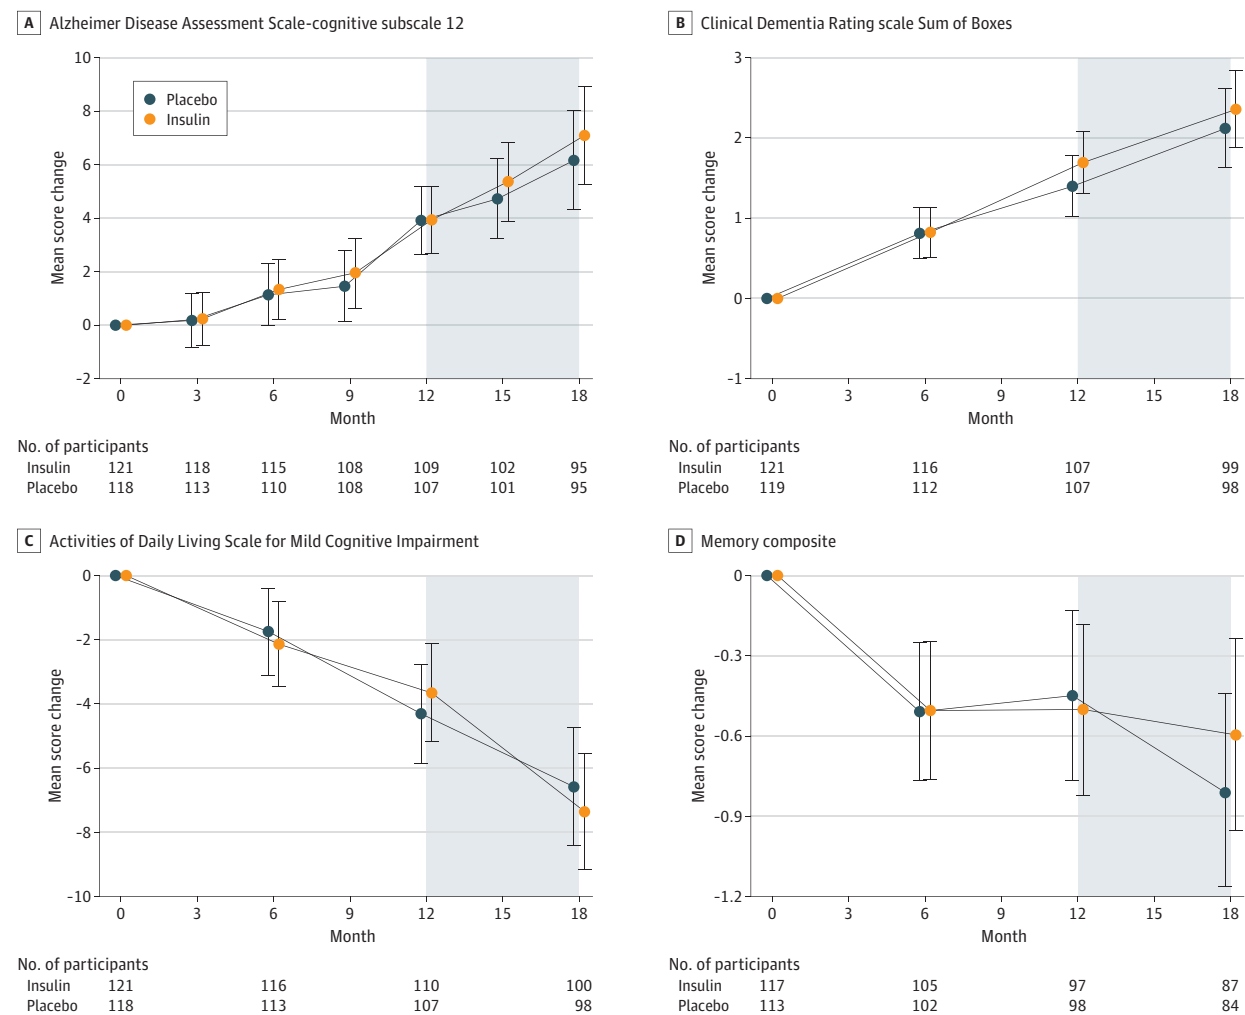 A Alzheimer Disease Assessment Scale-cognitive subscale 12
10
8
6
4
2
0
-2
Mean score change
Placebo
Insulin
0 3 6 9 12 15 18
Month
No. of participants
Insulin 121 118 115 108 109 102 95
Placebo 118 113 110 108 107 101 95
B Clinical Dementia Rating scale Sum of Boxes
3
2
1
0
-1
Mean score change
0 3 6 9 12 15 18
Month
No. of participants
Insulin 121 116 107 99
Placebo 119 112 107 98
C Activities of Daily Living Scale for Mild Cognitive Impairment
0
-2
-4
-6
-8
-10
Mean score change
0 3 6 9 12 15 18
Month
No. of participants
Insulin 121 116 110 100
Placebo 118 113 107 98
D Memory composite
0
-0.3
-0.6
-0.9
-1.2
Mean score change
0 3 6 9 12 15 18
Month
No. of participants
Insulin 117 105 97 87
Placebo 113 102 98 84